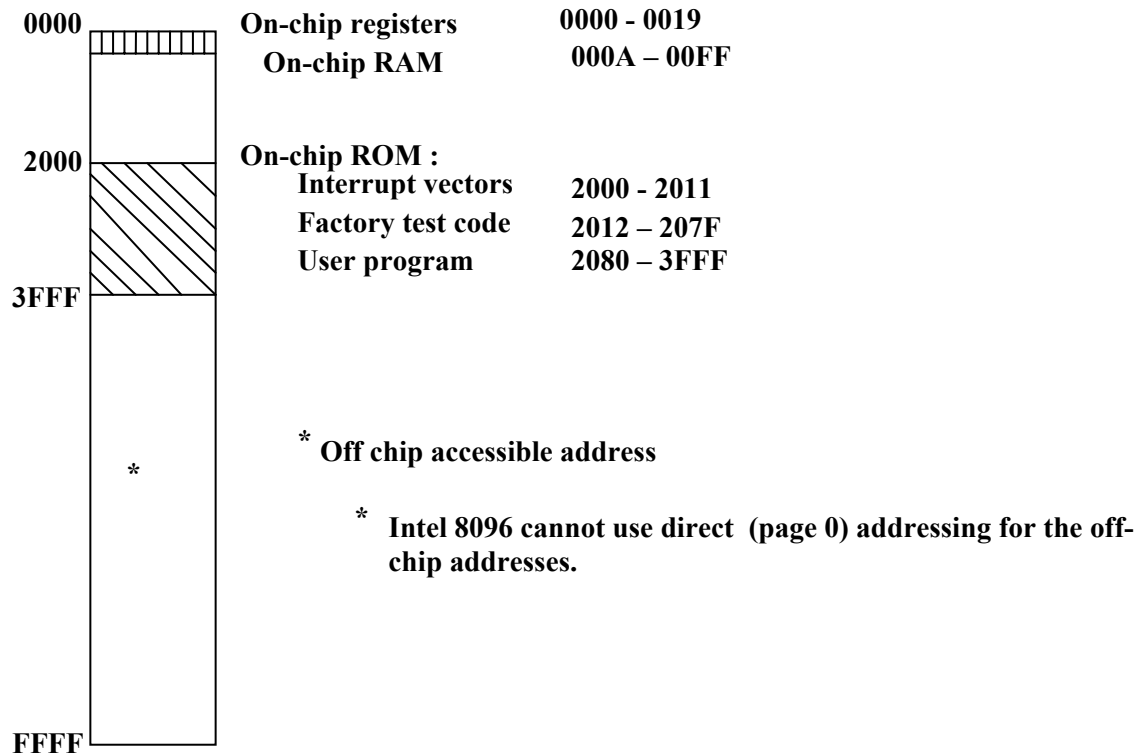 0000 On-chip registers 0000 - 0019
On-chip RAM 000A – 00FF
2000 On-chip ROM :
Interrupt vectors 2000 - 2011
Factory test code 2012 – 207F
User program 2080 – 3FFF
3FFF
* Off chip accessible address
*
* Intel 8096 cannot use direct (page 0) addressing for the off-
chip addresses.
FFFF